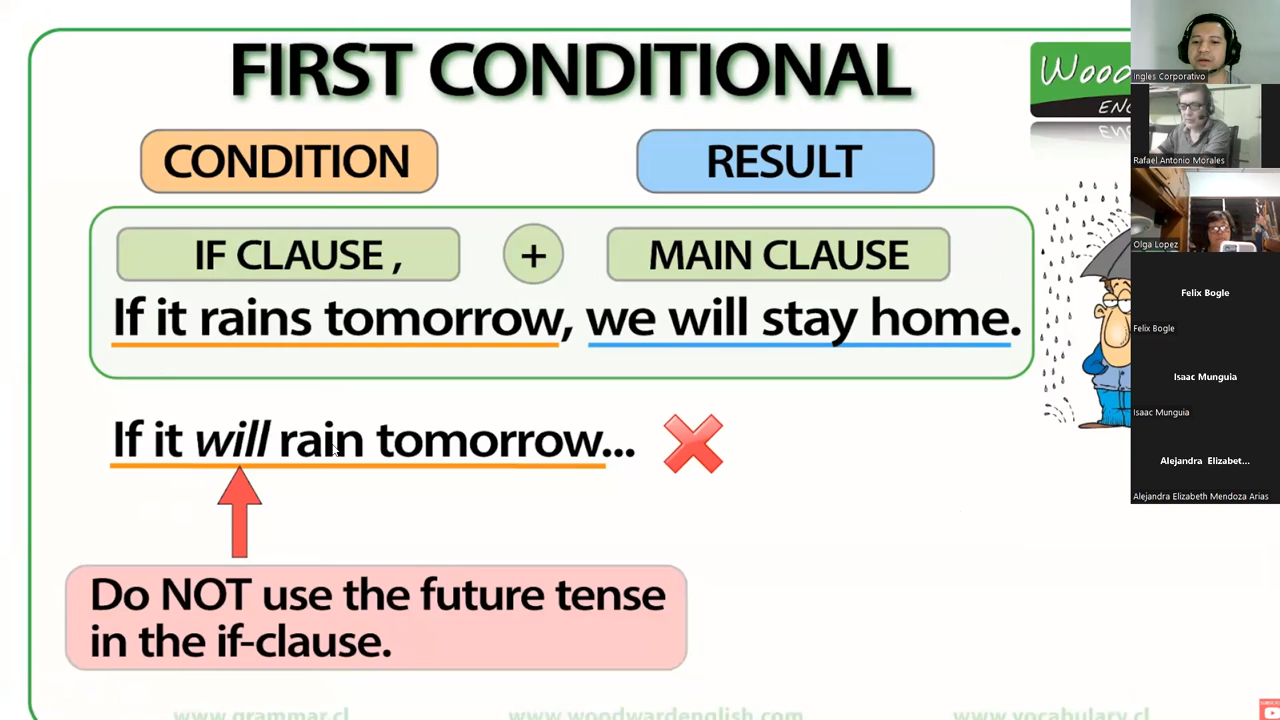 FIRST CONDITIONAL
CONDITION
RESULT
IF CLAUSE ,
+
MAIN CLAUSE
If it rains tomorrow, we will stay home.
If it will rain tomorrow...
Do NOT use the future tense
in the if-clause.
www.grammar.cl
www.woodwardenglish.com
www.vocabulary.cl
Ingles Corporativo
Rafael Antonio Morales
Olga Lopez
Felix Bogle
Felix Bogle
Isaac Munguia
Isaac Munguia
Alejandra Elizabet...
Alejandra Elizabeth Mendoza Arias